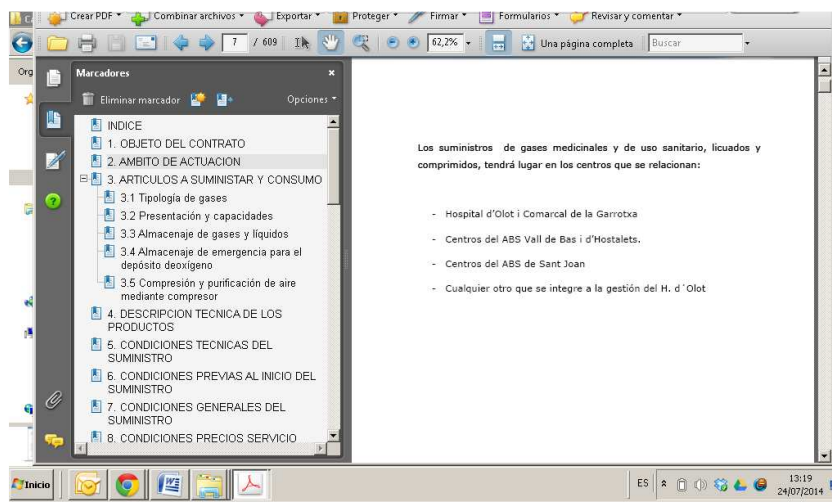 Crear PDF
Combinar archivos
Exportar
Proteger
Firmar
Formularios
Revisar y comentar
7 / 609
62,2%
Una página completa
Buscar
Org
Marcadores
×
Eliminar marcador
Opciones
INDICE
1. OBJETO DEL CONTRATO
2. AMBITO DE ACTUACION
3. ARTICULOS A SUMINISTAR Y CONSUMO
3.1 Tipología de gases
3.2 Presentación y capacidades
3.3 Almacenaje de gases y líquidos
3.4 Almacenaje de emergencia para el
depósito deoxígeno
3.5 Compresión y purificación de aire
mediante compresor
4. DESCRIPCION TECNICA DE LOS
PRODUCTOS
5. CONDICIONES TECNICAS DEL
SUMINISTRO
6. CONDICIONES PREVIAS AL INICIO DEL
SUMINISTRO
7. CONDICIONES GENERALES DEL
SUMINISTRO
8. CONDICIONES PRECIOS SERVICIO
Los suministros de gases medicinales y de uso sanitario, licuados y
comprimidos, tendrá lugar en los centros que se relacionan:
- Hospital d'Olot i Comarcal de la Garrotxa
- Centros del ABS Vall de Bas i d'Hostalets.
- Centros del ABS de Sant Joan
- Cualquier otro que se integre a la gestión del H. d´Olot
Inicio
ES
13:19
24/07/2014